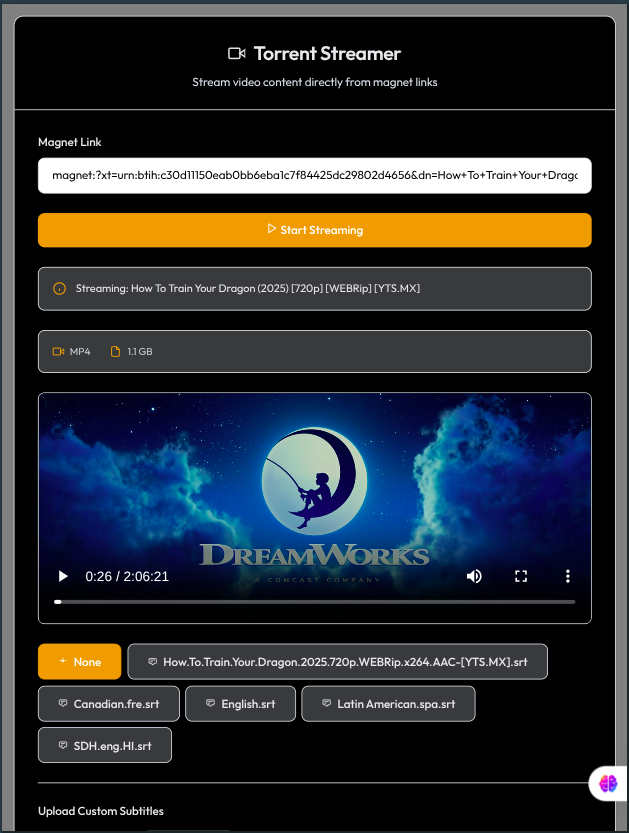 Torrent Streamer
Stream video content directly from magnet links
Magnet Link
magnet:?xt=urn:btih:c30d11150eab0bb6eba1c7f84425dc29802d4656&dn=How+To+Train+Your+Drago
Start Streaming
Streaming: How To Train Your Dragon (2025) [720p] [WEBRip] [YTS.MX]
MP4 1.1 GB
DREAMWORKS
A COMCAST COMPANY
0:26 / 2:06:21
None How.To.Train.Your.Dragon.2025.720p.WEBRip.x264.AAC-[YTS.MX].srt
Canadian.fre.srt English.srt Latin American.spa.srt
SDH.eng.HI.srt
Upload Custom Subtitles